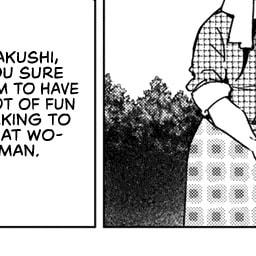 AKUSHI,
OU SURE
M TO HAVE
OT OF FUN
KING TO
AT WO-
MAN.